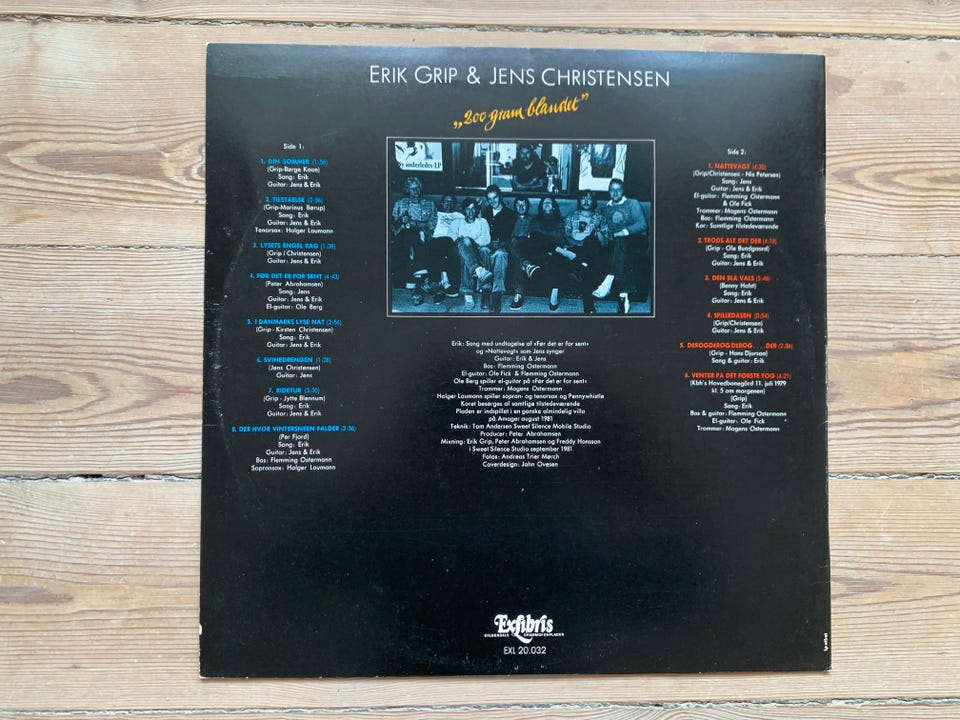 ERIK GRIP & JENS CHRISTENSEN
„200 gram blandet”
Side 1:
1. DIN SOMMER (1:56)
(Grip-Børge Kaan)
Sang: Erik
Guitar: Jens & Erik
2. TILSTÅELSE (2:56)
(Grip-Marinus Børup)
Sang: Erik
Guitar: Jens & Erik
Tenorsax: Holger Laumann
3. LYSETS ENGEL RAG (1:38)
(Grip / Christensen)
Guitar: Jens & Erik
4. FØR DET ER FOR SENT (4:43)
(Peter Abrahamsen)
Sang: Jens
Guitar: Jens & Erik
El-guitar: Ole Berg
5. I DANMARKS LYSE NAT (2:56)
(Grip - Kirsten Christensen)
Sang: Erik
Guitar: Jens & Erik
6. SVINEDRENGEN (1:28)
(Jens Christensen)
Guitar: Jens & Erik
7. RIDETUR (3:30)
(Grip - Jytte Blennum)
Sang: Erik
Guitar: Jens & Erik
8. DER HVOR VINTERSNEEN FALDER (3:36)
(Per Fjord)
Sang: Erik
Guitar: Jens & Erik
Bas: Flemming Ostermann
Sopransax: Halger Laumann
Ny anderledes LP
Erik: Sang med undtagelse af »Før det er for sent«
og »Nattevagt« som Jens synger
Guitar: Erik & Jens
Bas: Flemming Ostermann
El-guitar: Ole Fick & Flemming Ostermann
Ole Berg spiller el-guitar på »Før det er for sent«
Trommer: Mogens Ostermann
Holger Laumann spiller sopran- og tenorsax og Pennywhistle
Koret besørges af samtlige tilstedeværende
Pladen er indspillet i en ganske almindelig villa
på Amager august 1981
Teknik: Tom Andersen Sweet Silence Mobile Studio
Producer: Peter Abrahamsen
Mixning: Erik Grip, Peter Abrahamsen og Freddy Hansson
i Sweet Silence Studio september 1981
Fotos: Andreas Trier Mørch
Coverdesign: John Ovesen
Side 2:
1. NATTEVAGT (4:30)
(Grip/Christensen - Nis Petersen)
Sang: Jens
Guitar: Jens & Erik
El-guitar: Flemming Ostermann
& Ole Fick
Trommer: Mogens Ostermann
Bas: Flemming Ostermann
Kor: Samtlige tilstedeværende
2. TRODS ALT DET DER (4:18)
(Grip - Ole Bundgaard)
Sang: Erik
Guitar: Jens & Erik
3. DEN BLÅ VALS (5:46)
(Benny Holst)
Sang: Erik
Guitar: Jens & Erik
4. SPILLEDÅSEN (0:54)
(Grip/Christensen)
Guitar: Jens & Erik
5. DEROGDEROGDEROG....DER (2:36)
(Grip - Hans Djursaa)
Sang & guitar: Erik
6. VENTER PÅ DET FØRSTE TOG (4:21)
(Kbh's Hovedbanegård 11. juli 1979
kl. 5 om morgenen)
(Grip)
Sang: Erik
Bas & guitar: Flemming Ostermann
El-guitar: Ole Fick
Trommer: Mogens Ostermann
Exlibris
GYLDENDALS GRAMMOFONPLADER
EXL 20.032